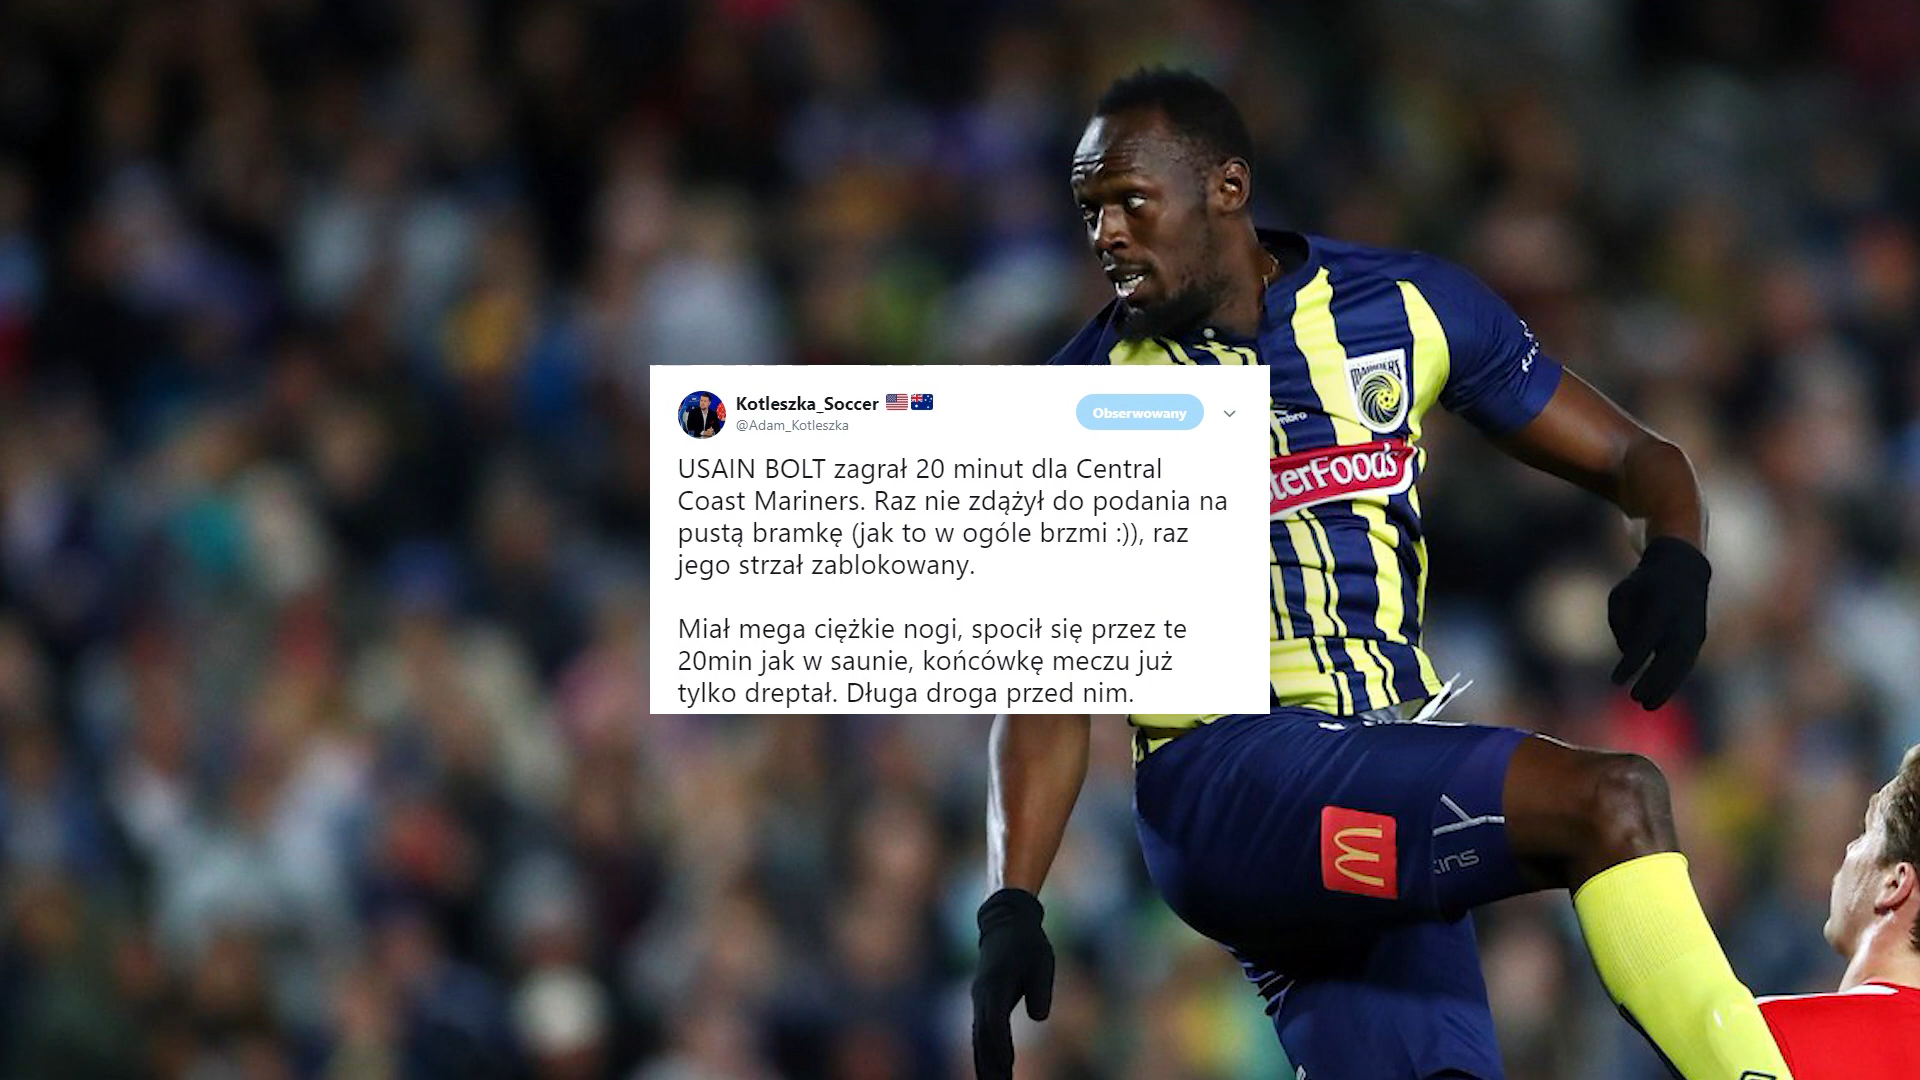 Kotleszka_Soccer
Obserwowany
@Adam_Kotleszka
USAIN BOLT zagrał 20 minut dla Central
Coast Mariners. Raz nie zdążył do podania na
pustą bramkę (jak to w ogóle brzmi :)), raz
jego strzał zablokowany.
Miał mega ciężkie nogi, spocił się przez te
20min jak w saunie, końcówkę meczu już
tylko dreptał. Długa droga przed nim.
MARINERS
terFoods